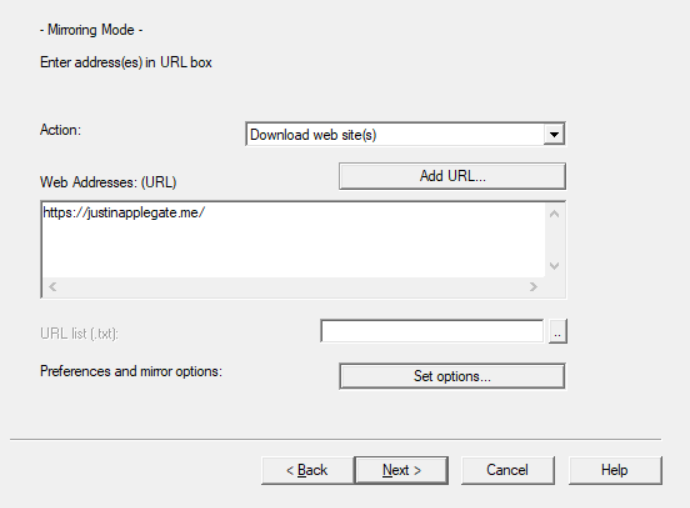 - Mirroring Mode -
Enter address(es) in URL box
Action:
Download web site(s)
Web Addresses: (URL)
Add URL...
https://justinapplegate.me/
URL list (.txt):
..
Preferences and mirror options:
Set options...
< Back
Next >
Cancel
Help